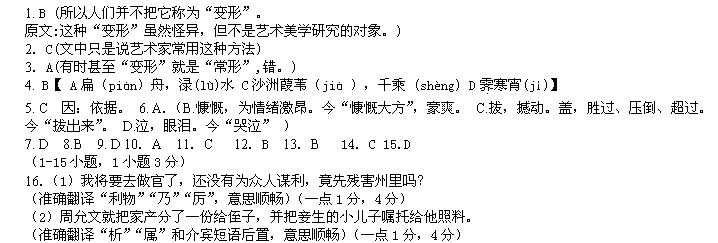 1. B (所以人们并不把它称为“变形”。
原文:这种“变形”虽然怪异，但不是艺术美学研究的对象。)
2. C(文中只是说艺术家常用这种方法)
3. A(有时甚至“变形”就是“常形”,错。)
4. B【 A扁（piān）舟，渌(lù)水 C沙洲葭苇（jiā ），千乘（shèng）D霁寒宵(jì)】
5. C 因：依据。 6. A.（B.慷慨，为情绪激昂。今“慷慨大方”，蒙爽。 C.拔，撼动。盖，胜过、压倒、超过。
今“拔出来”。 D.泣，眼泪。今“哭泣” ）
7. D 8.B 9. D 10. A 11. C 12. B 13. B 14. C 15.D
（1-15小题，1小题3分）
16.（1）我将要去做官了，还没有为众人谋利，竟先残害州里吗?
（准确翻译“利物”“乃”“厉”，意思顺畅）(一点1分，4分）
（2）周允文就把家产分了一份给侄子，并把妾生的小儿子嘱托给他照料。
（准确翻译“析”“属”和介宾短语后置，意思顺畅）(一点1分，4分）